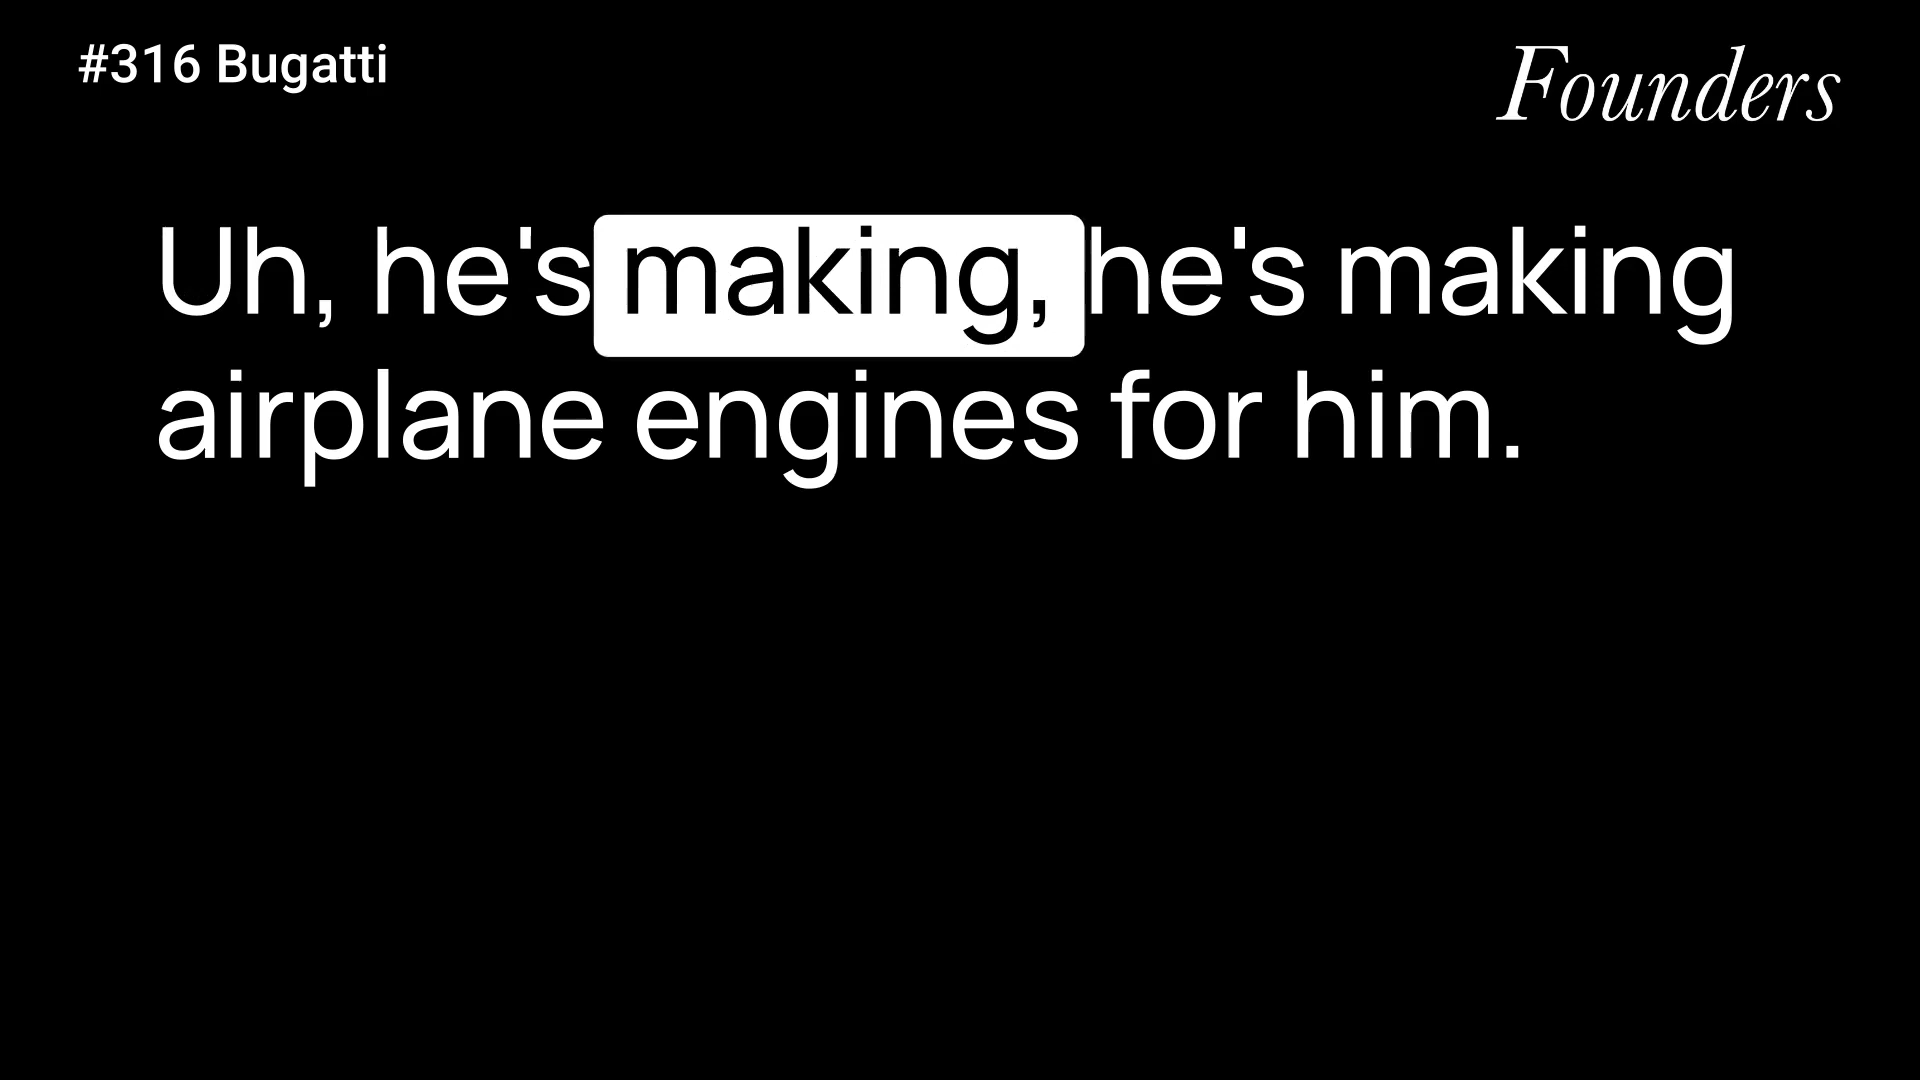 #316 Bugatti
Founders
Uh, he's making, he's making
airplane engines for him.